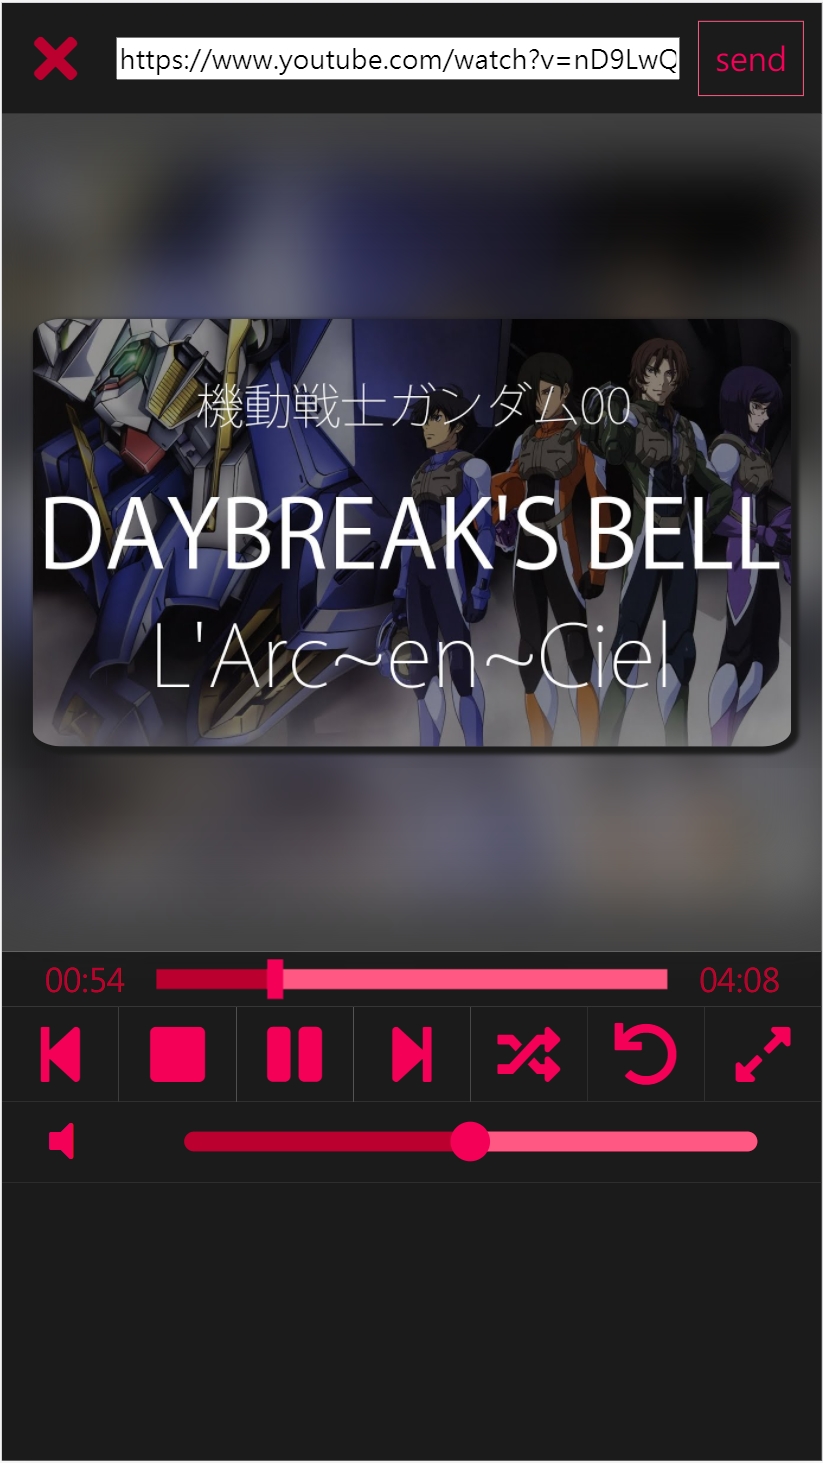 https://www.youtube.com/watch?v=nD9LwQ
send
機動戦士ガンダム00
DAYBREAK'S BELL
L'Arc~en~Ciel
00:54
04:08